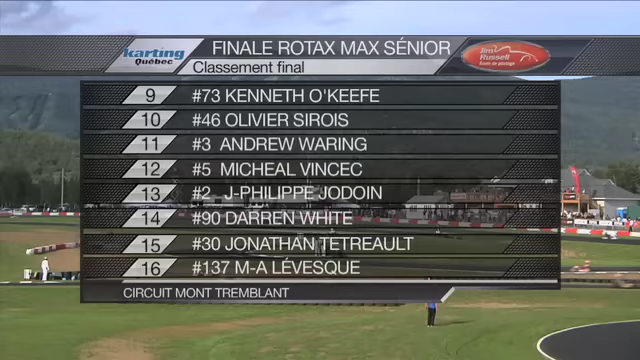 karting
Québec
FINALE ROTAX MAX SÉNIOR
Jim Russell
Classement final
9 #73 KENNETH O'KEEFE
10 #46 OLIVIER SIROIS
11 #3 ANDREW WARING
12 #5 MICHEAL VINCEC
13 #2 J-PHILIPPE JODOIN
14 #90 DARREN WHITE
15 #30 JONATHAN TETREAULT
16 #137 M-A LÉVESQUE
CIRCUIT MONT TREMBLANT